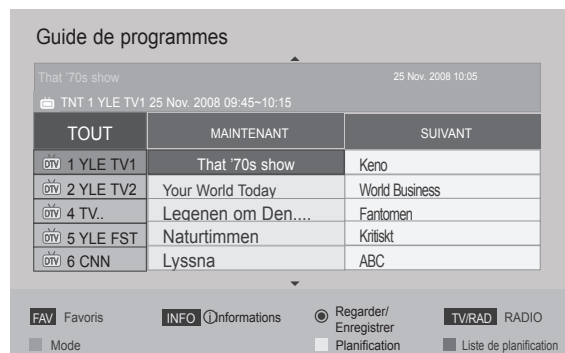 Guide de programmes
That '70s show 25 Nov. 2008 10:05
TNT 1 YLE TV1 25 Nov. 2008 09:45~10:15
TOUT MAINTENANT SUIVANT
DTV 1 YLE TV1 That '70s show Keno
DTV 2 YLE TV2 Your World Today World Business
DTV 4 TV.. Legenen om Den.... Fantomen
DTV 5 YLE FST Naturtimmen Kritiskt
DTV 6 CNN Lyssna ABC
FAV Favoris INFO ⓘnformations Regarder/ TV/RAD RADIO
Enregistrer
Mode Planification Liste de planification